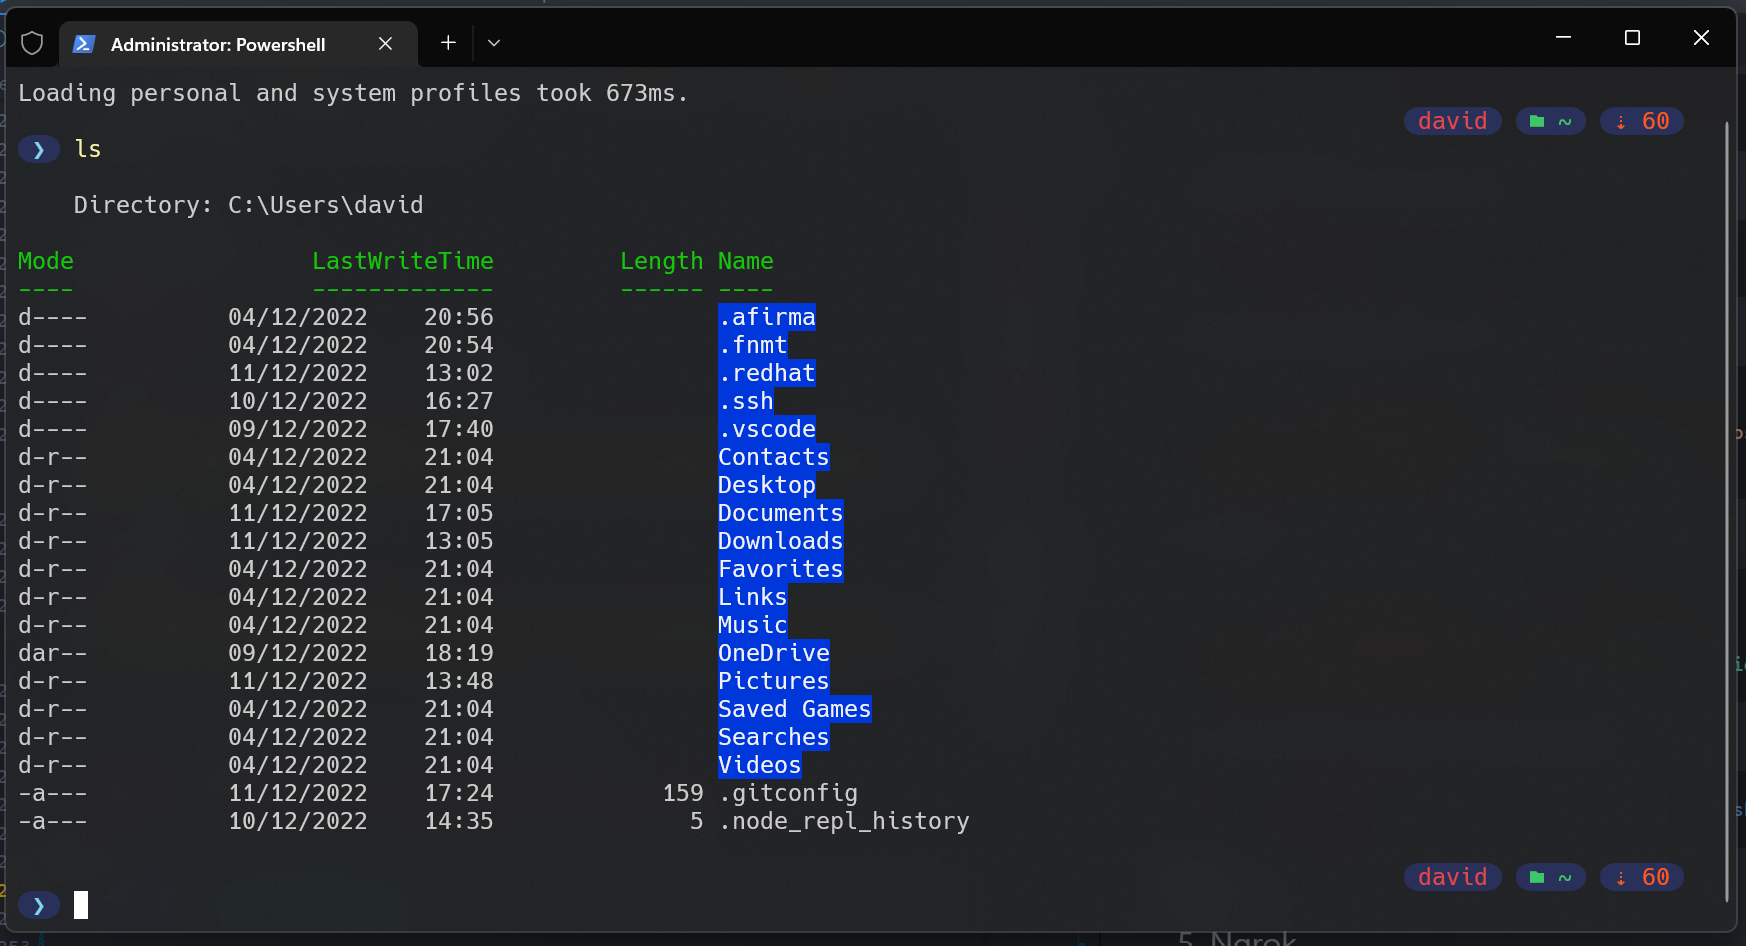 Administrator: Powershell
Loading personal and system profiles took 673ms.
david ~ ⇣ 60
❯ ls
Directory: C:\Users\david
Mode                 LastWriteTime         Length Name
----                 -------------         ------ ----
d----          04/12/2022    20:56                .afirma
d----          04/12/2022    20:54                .fnmt
d----          11/12/2022    13:02                .redhat
d----          10/12/2022    16:27                .ssh
d----          09/12/2022    17:40                .vscode
d-r--          04/12/2022    21:04                Contacts
d-r--          04/12/2022    21:04                Desktop
d-r--          11/12/2022    17:05                Documents
d-r--          11/12/2022    13:05                Downloads
d-r--          04/12/2022    21:04                Favorites
d-r--          04/12/2022    21:04                Links
d-r--          04/12/2022    21:04                Music
dar--          09/12/2022    18:19                OneDrive
d-r--          11/12/2022    13:48                Pictures
d-r--          04/12/2022    21:04                Saved Games
d-r--          04/12/2022    21:04                Searches
d-r--          04/12/2022    21:04                Videos
-a---          11/12/2022    17:24            159 .gitconfig
-a---          10/12/2022    14:35              5 .node_repl_history
david ~ ⇣ 60
❯
5. Ngrok